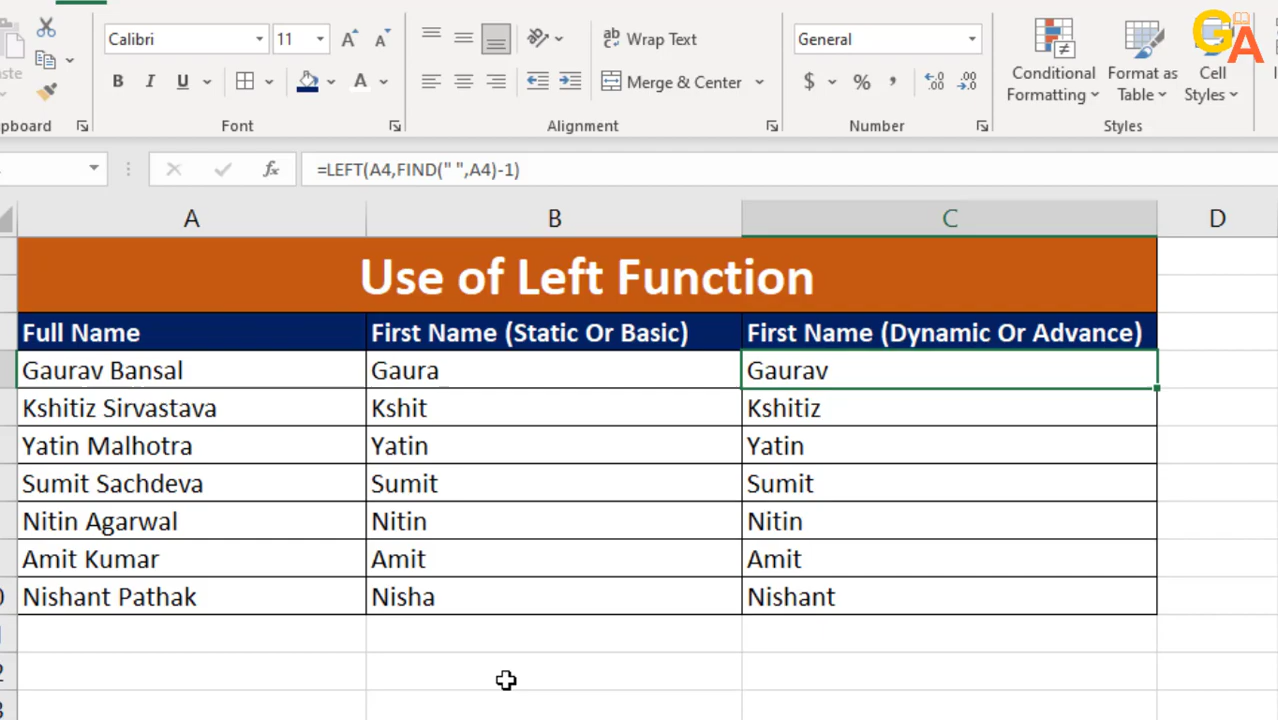 Calibri 11 Wrap Text General
B I U Merge & Center $ % , Conditional Formatting Format as Table Cell Styles
GA
Font Alignment Number Styles
fx =LEFT(A4,FIND(" ",A4)-1)
A B C D
Use of Left Function
Full Name First Name (Static Or Basic) First Name (Dynamic Or Advance)
Gaurav Bansal Gaura Gaurav
Kshitiz Sirvastava Kshit Kshitiz
Yatin Malhotra Yatin Yatin
Sumit Sachdeva Sumit Sumit
Nitin Agarwal Nitin Nitin
Amit Kumar Amit Amit
Nishant Pathak Nisha Nishant